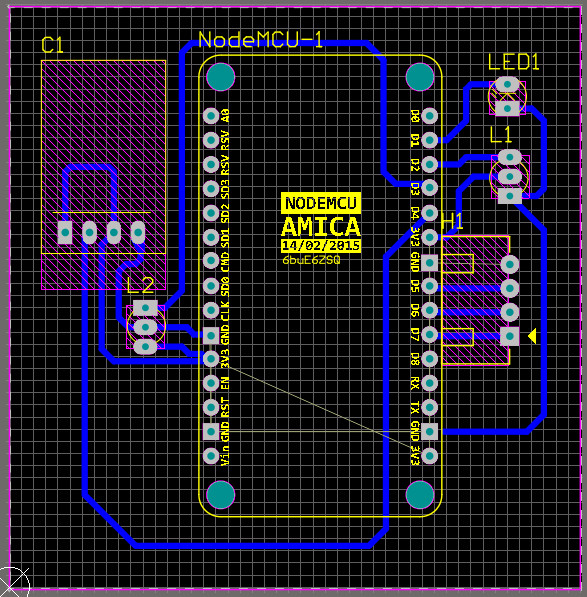 C1
NodeMCU-1
LED1
L1
H1
L2
A0
RSV
RSV
SD3
SD2
SD1
CMD
SD0
CLK
GND
3V3
EN
RST
GND
Vin
D0
D1
D2
D3
D4
3V3
GND
D5
D6
D7
D8
RX
TX
GND
3V3
NODEMCU
AMICA
14/02/2015
6buE6ZSQ